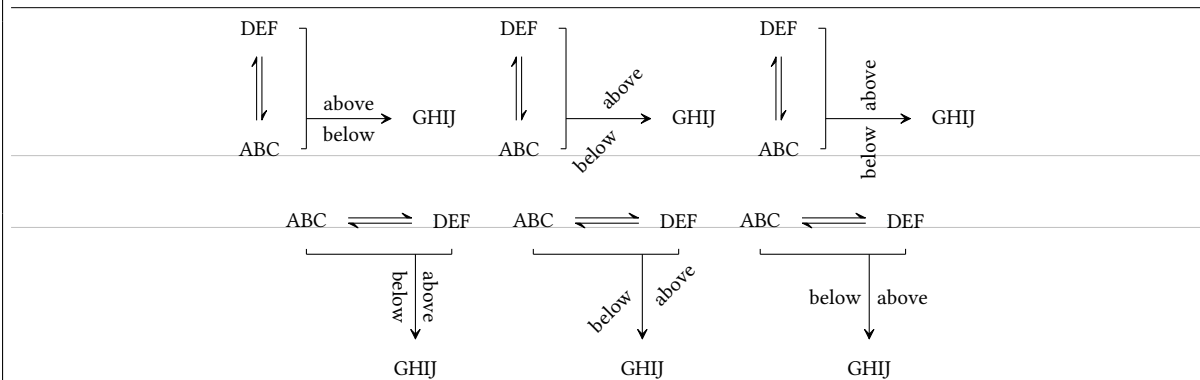 DEF DEF DEF
above above above
GHIJ GHIJ GHIJ
below below below
ABC ABC ABC
ABC DEF ABC DEF ABC DEF
below above below above below above
GHIJ GHIJ GHIJ